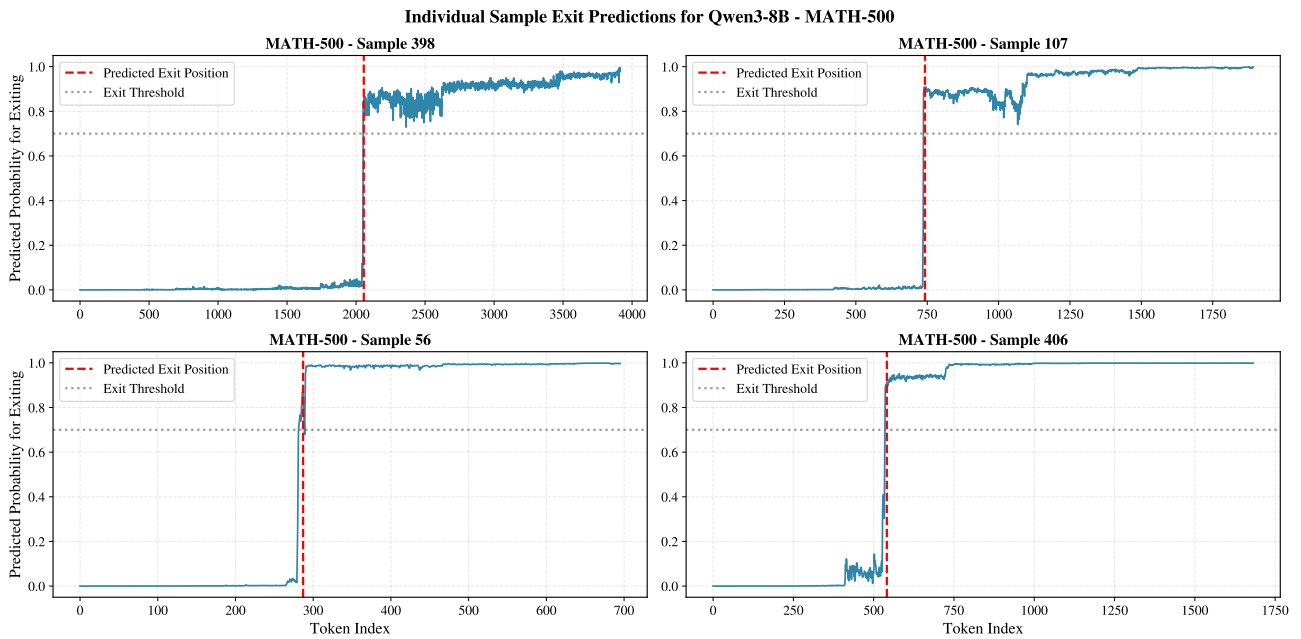 Individual Sample Exit Predictions for Qwen3-8B - MATH-500
MATH-500 - Sample 398
Predicted Probability for Exiting
1.0
0.8
0.6
0.4
0.2
0.0
Predicted Exit Position
Exit Threshold
0 500 1000 1500 2000 2500 3000 3500 4000
MATH-500 - Sample 107
1.0
0.8
0.6
0.4
0.2
0.0
Predicted Exit Position
Exit Threshold
0 250 500 750 1000 1250 1500 1750
MATH-500 - Sample 56
Predicted Probability for Exiting
1.0
0.8
0.6
0.4
0.2
0.0
Predicted Exit Position
Exit Threshold
0 100 200 300 400 500 600 700
Token Index
MATH-500 - Sample 406
1.0
0.8
0.6
0.4
0.2
0.0
Predicted Exit Position
Exit Threshold
0 250 500 750 1000 1250 1500 1750
Token Index